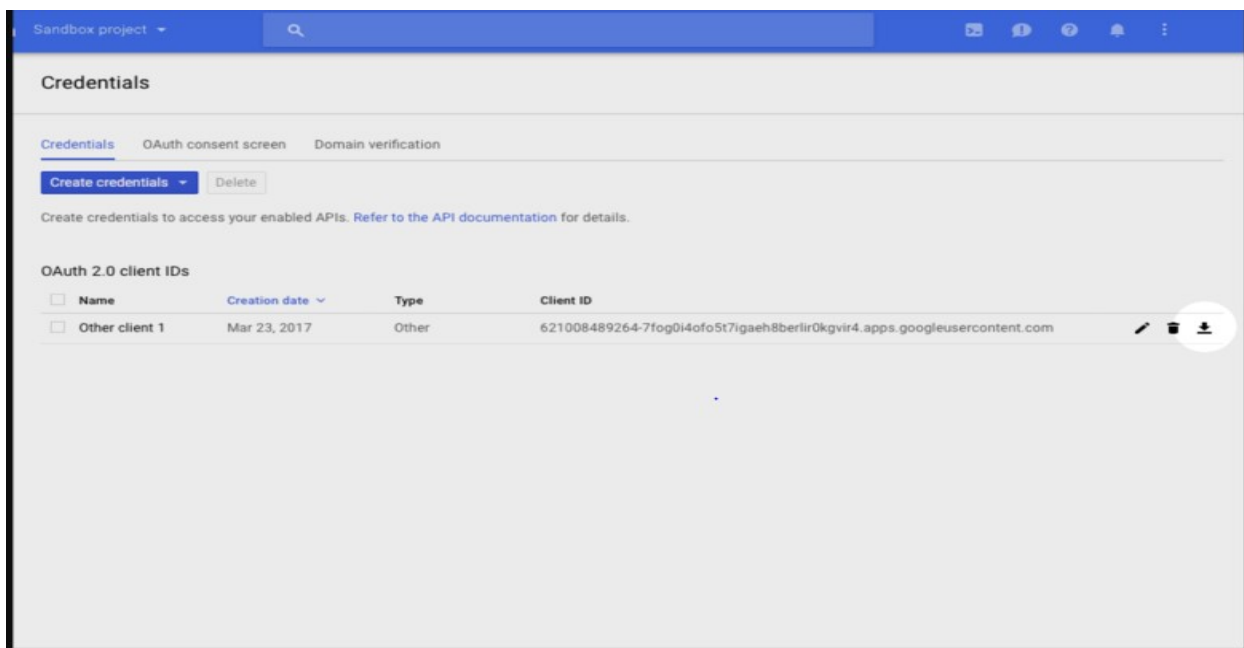 Sandbox project
Credentials
Credentials OAuth consent screen Domain verification
Create credentials Delete
Create credentials to access your enabled APIs. Refer to the API documentation for details.
OAuth 2.0 client IDs
Name Creation date Type Client ID
Other client 1 Mar 23, 2017 Other 621008489264-7fog0i4ofo5t7igaeh8berlir0kgvir4.apps.googleusercontent.com